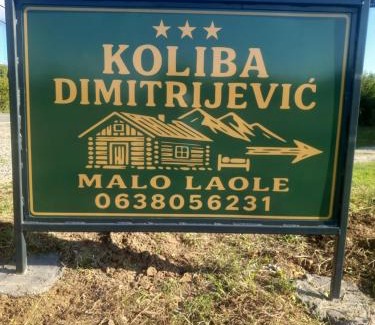 KOLIBA
DIMITRIJEVIĆ
MALO LAOLE
0638056231